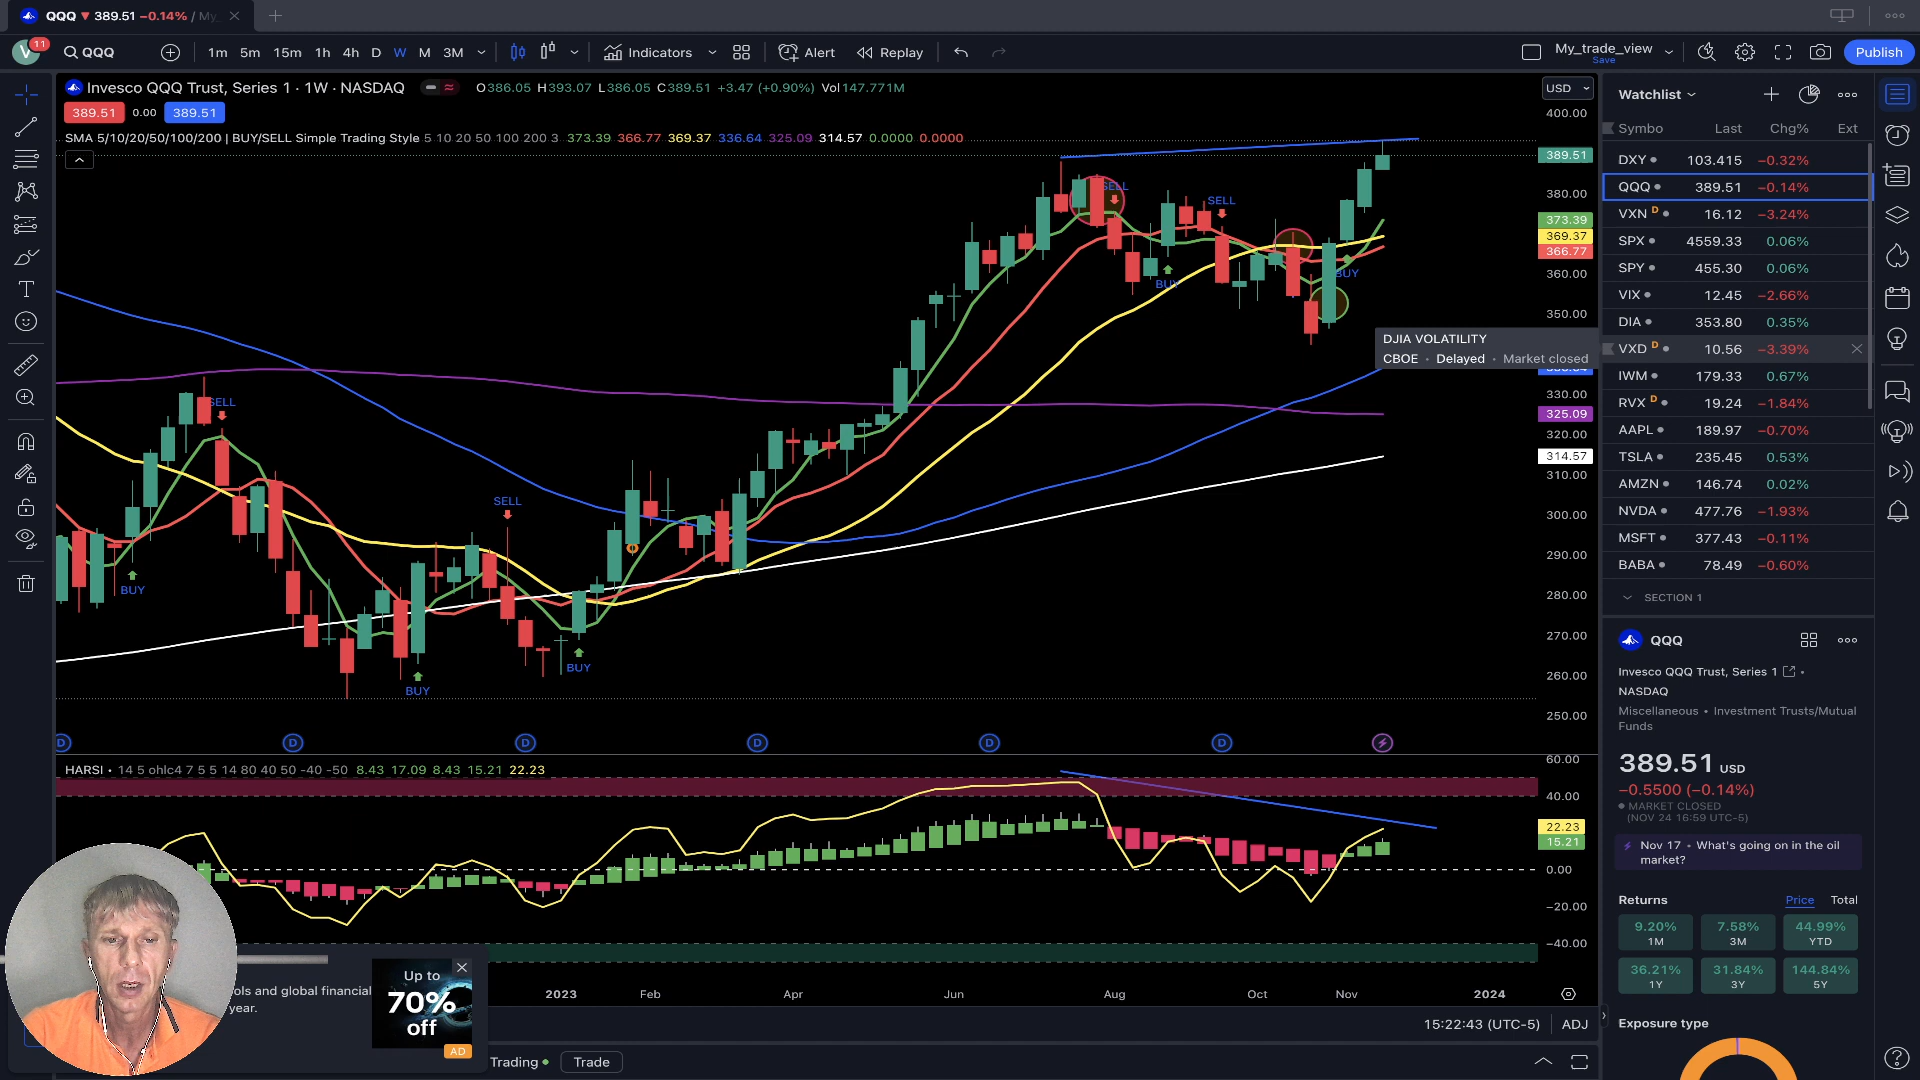 QQQ ▼ 389.51 −0.14% / My_
V 11 QQQ 1m 5m 15m 1h 4h D W M 3M Indicators Alert Replay My_trade_view Save Publish
Invesco QQQ Trust, Series 1 · 1W · NASDAQ O386.05 H393.07 L386.05 C389.51 +3.47 (+0.90%) Vol147.771M
389.51 0.00 389.51
SMA 5/10/20/50/100/200 | BUY/SELL Simple Trading Style 5 10 20 50 100 200 3 373.39 366.77 369.37 336.64 325.09 314.57 0.0000 0.0000
USD
400.00
389.51
380.00
373.39
369.37
366.77
360.00
350.00
330.00
325.09
320.00
314.57
310.00
300.00
290.00
280.00
270.00
260.00
250.00
SELL
SELL
BUY
BUY
SELL
SELL
BUY
BUY
BUY
DJIA VOLATILITY
CBOE · Delayed · Market closed
D D D D D D
HARSI · 14 5 ohlc4 7 5 5 14 80 40 50 -40 -50 8.43 17.09 8.43 15.21 22.23
60.00
40.00
22.23
15.21
0.00
−20.00
−40.00
2023 Feb Apr Jun Aug Oct Nov 2024
15:22:43 (UTC-5) ADJ
ols and global financial
year.
Up to
70%
off
AD
Trading Trade
Watchlist
Symbo Last Chg% Ext
DXY 103.415 −0.32%
QQQ 389.51 −0.14%
VXN D 16.12 −3.24%
SPX 4559.33 0.06%
SPY 455.30 0.06%
VIX 12.45 −2.66%
DIA 353.80 0.35%
VXD D 10.56 −3.39%
IWM 179.33 0.67%
RVX D 19.24 −1.84%
AAPL 189.97 −0.70%
TSLA 235.45 0.53%
AMZN 146.74 0.02%
NVDA 477.76 −1.93%
MSFT 377.43 −0.11%
BABA 78.49 −0.60%
SECTION 1
QQQ
Invesco QQQ Trust, Series 1 •
NASDAQ
Miscellaneous • Investment Trusts/Mutual
Funds
389.51 USD
−0.5500 (−0.14%)
MARKET CLOSED
(NOV 24 16:59 UTC-5)
Nov 17 • What's going on in the oil
market?
Returns Price Total
9.20% 7.58% 44.99%
1M 3M YTD
36.21% 31.84% 144.84%
1Y 3Y 5Y
Exposure type